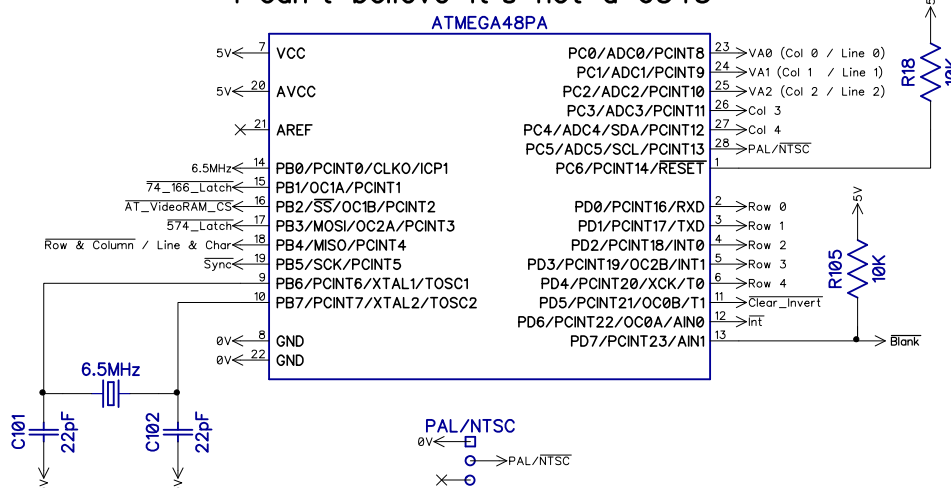 ATMEGA48PA
5V 7 VCC
5V 20 AVCC
21 AREF
6.5MHz 14 PB0/PCINT0/CLKO/ICP1
74_166_Latch 15 PB1/OC1A/PCINT1
AT_VideoRAM_CS 16 PB2/SS/OC1B/PCINT2
574_Latch 17 PB3/MOSI/OC2A/PCINT3
Row & Column / Line & Char 18 PB4/MISO/PCINT4
Sync 19 PB5/SCK/PCINT5
9 PB6/PCINT6/XTAL1/TOSC1
10 PB7/PCINT7/XTAL2/TOSC2
0V 8 GND
0V 22 GND
PC0/ADC0/PCINT8 23 VA0 (Col 0 / Line 0)
PC1/ADC1/PCINT9 24 VA1 (Col 1 / Line 1)
PC2/ADC2/PCINT10 25 VA2 (Col 2 / Line 2)
PC3/ADC3/PCINT11 26 Col 3
PC4/ADC4/SDA/PCINT12 27 Col 4
PC5/ADC5/SCL/PCINT13 28 PAL/NTSC
PC6/PCINT14/RESET 1
PD0/PCINT16/RXD 2 Row 0
PD1/PCINT17/TXD 3 Row 1
PD2/PCINT18/INT0 4 Row 2
PD3/PCINT19/OC2B/INT1 5 Row 3
PD4/PCINT20/XCK/T0 6 Row 4
PD5/PCINT21/OC0B/T1 11 Clear_Invert
PD6/PCINT22/OC0A/AIN0 12 Int
PD7/PCINT23/AIN1 13 Blank
R18
10K
5V
R105
10K
6.5MHz
C101
22pF
C102
22pF
PAL/NTSC
0V
PAL/NTSC